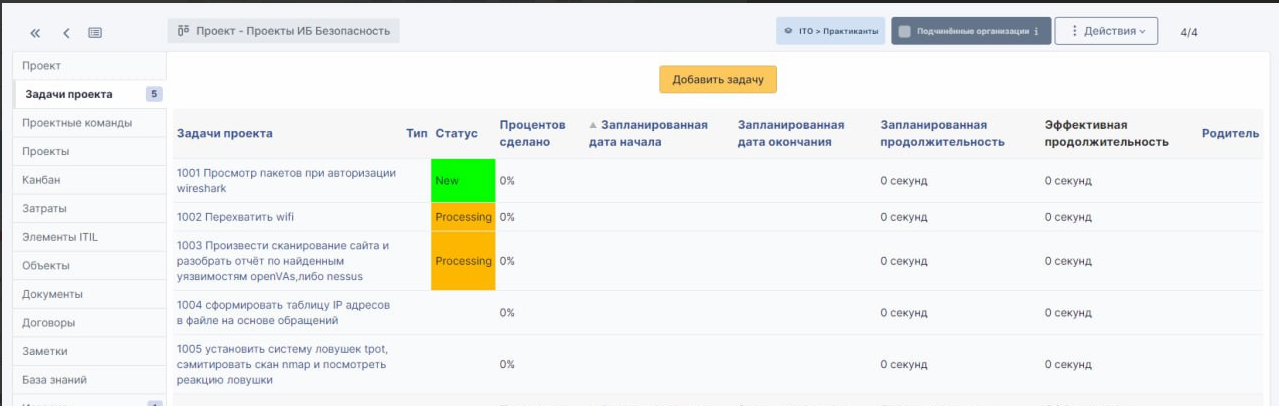 Проект - Проекты ИБ Безопасность
ITO > Практиканты
Подчинённые организации i
Действия
4/4
Проект
Задачи проекта 5
Проектные команды
Проекты
Канбан
Затраты
Элементы ITIL
Объекты
Документы
Договоры
Заметки
База знаний
Добавить задачу
Задачи проекта
Тип
Статус
Процентов
сделано
Запланированная
дата начала
Запланированная
дата окончания
Запланированная
продолжительность
Эффективная
продолжительность
Родитель
1001 Просмотр пакетов при авторизации
wireshark
New
0%
0 секунд
0 секунд
1002 Перехватить wifi
Processing
0%
0 секунд
0 секунд
1003 Произвести сканирование сайта и
разобрать отчёт по найденным
уязвимостям openVAs,либо nessus
Processing
0%
0 секунд
0 секунд
1004 сформировать таблицу IP адресов
в файле на основе обращений
0%
0 секунд
0 секунд
1005 установить систему ловушек tpot,
сэмитировать скан nmap и посмотреть
реакцию ловушки
0%
0 секунд
0 секунд